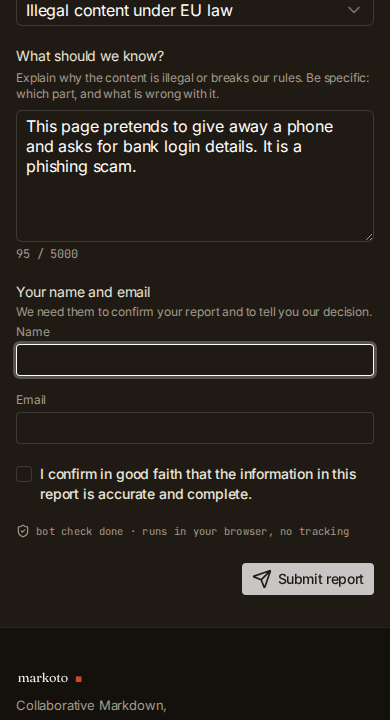 Illegal content under EU law
What should we know?
Explain why the content is illegal or breaks our rules. Be specific:
which part, and what is wrong with it.
This page pretends to give away a phone
and asks for bank login details. It is a
phishing scam.
95 / 5000
Your name and email
We need them to confirm your report and to tell you our decision.
Name
Email
I confirm in good faith that the information in this
report is accurate and complete.
bot check done · runs in your browser, no tracking
Submit report
markoto
Collaborative Markdown,